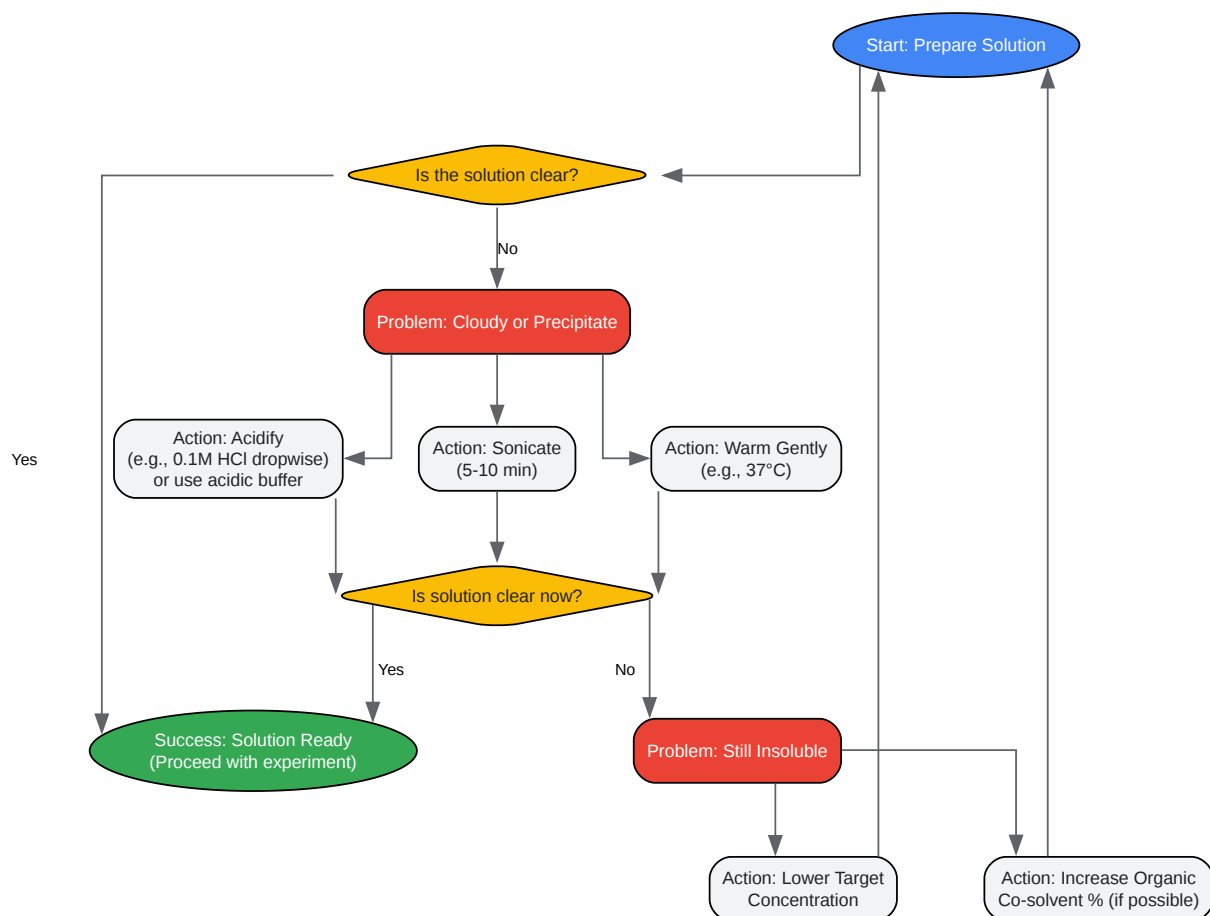 Start: Prepare Solution
Is the solution clear?
No
Problem: Cloudy or Precipitate
Action: Acidify
(e.g., 0.1M HCl dropwise)
or use acidic buffer
Action: Sonicate
(5-10 min)
Action: Warm Gently
(e.g., 37°C)
Yes
Is solution clear now?
Yes
No
Success: Solution Ready
(Proceed with experiment)
Problem: Still Insoluble
Action: Lower Target
Concentration
Action: Increase Organic
Co-solvent % (if possible)